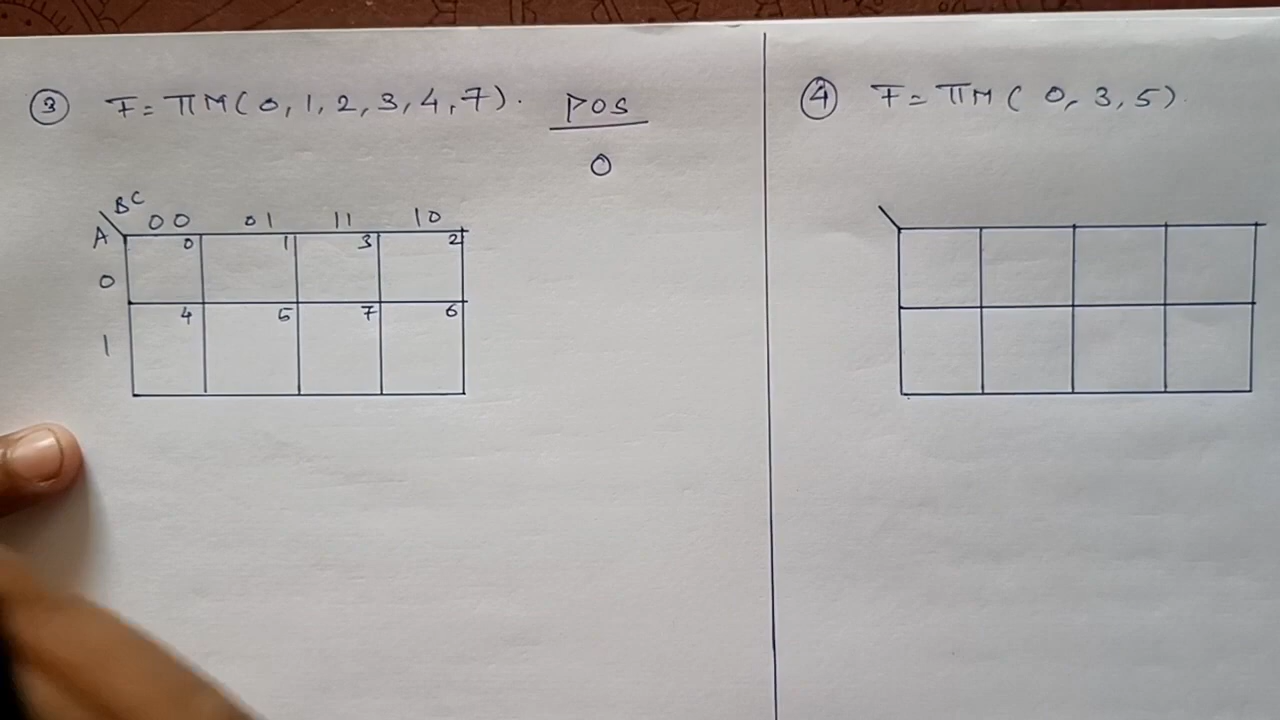 ③ F = πM(0, 1, 2, 3, 4, 7). POS
0
BC
A 00 01 11 10
0 0 1 3 2
1 4 5 7 6
④ F = πM ( 0, 3, 5).